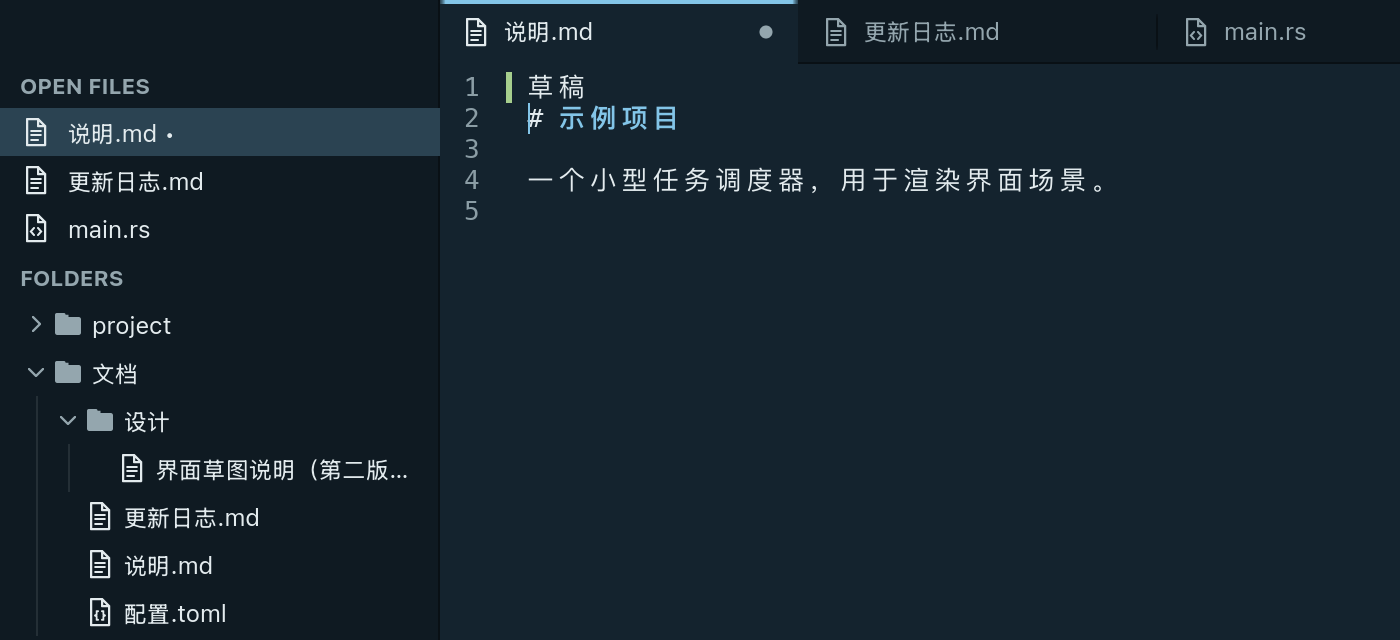 OPEN FILES
说明.md •
更新日志.md
main.rs
FOLDERS
project
文档
设计
界面草图说明（第二版...
更新日志.md
说明.md
配置.toml
说明.md
更新日志.md
main.rs
1 草稿
2 # 示例项目
3
4 一个小型任务调度器，用于渲染界面场景。
5